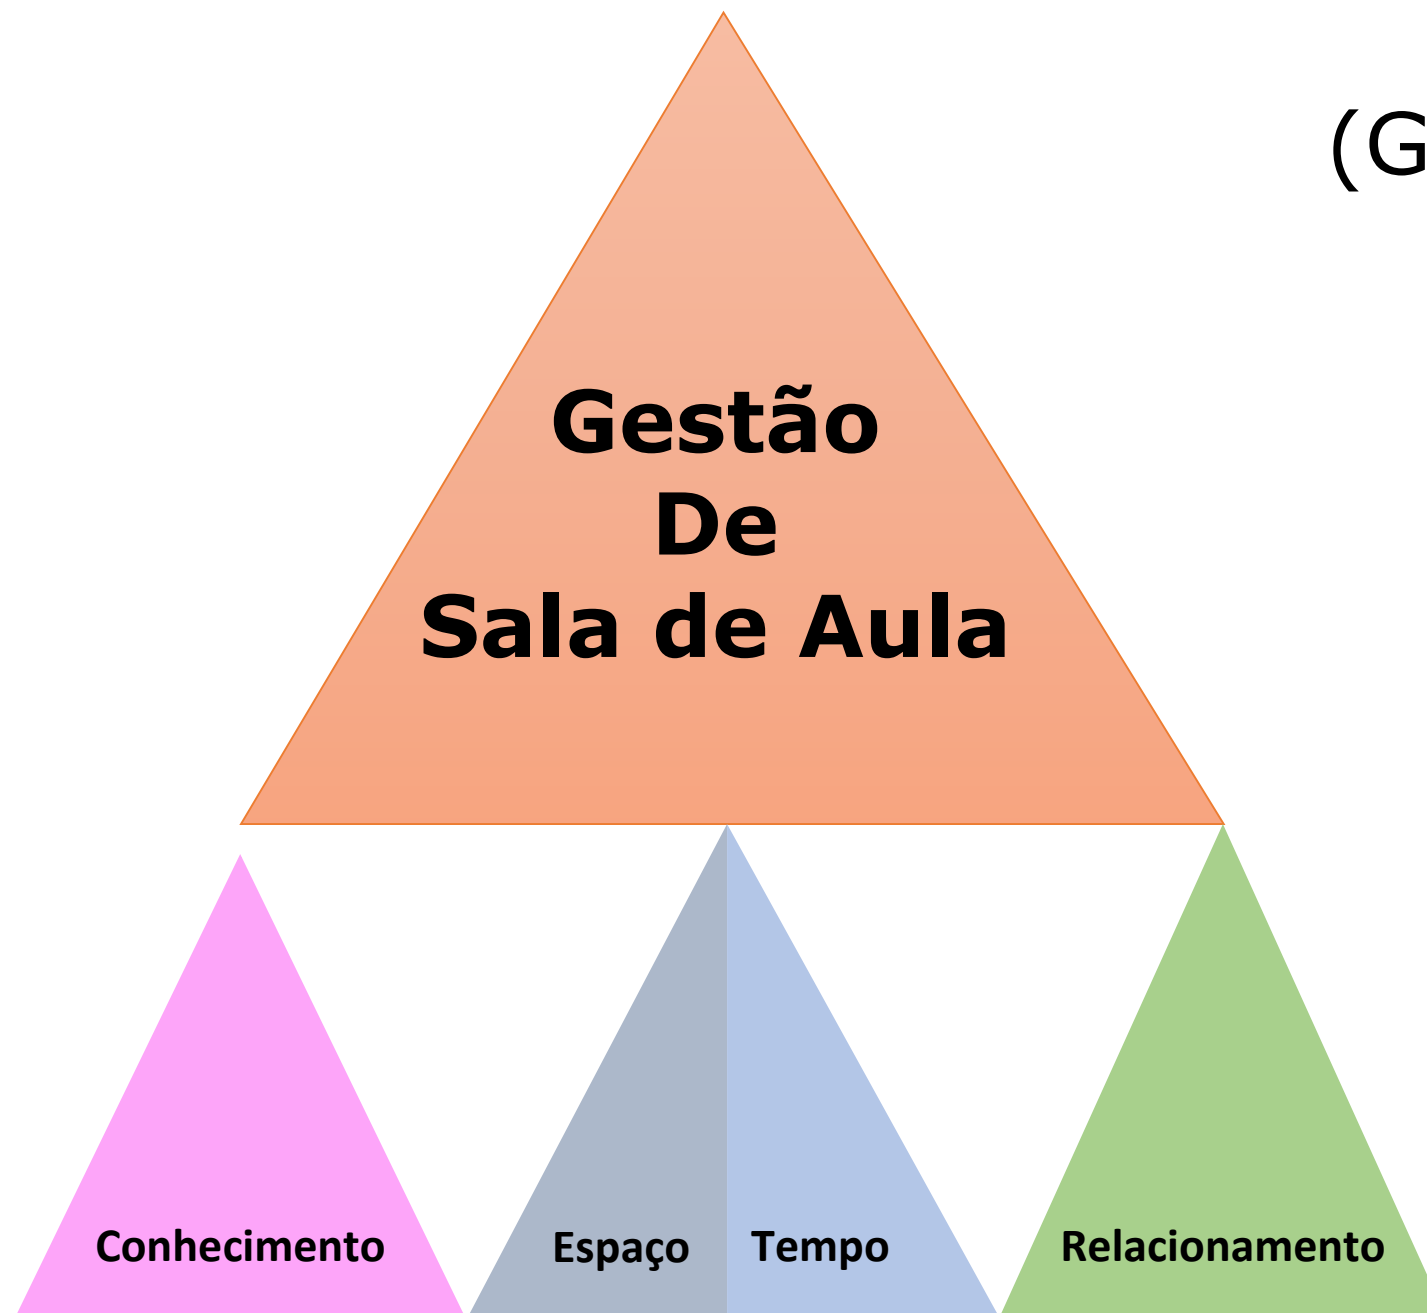 (G
Gestão
De
Sala de Aula
Conhecimento
Espaço
Tempo
Relacionamento